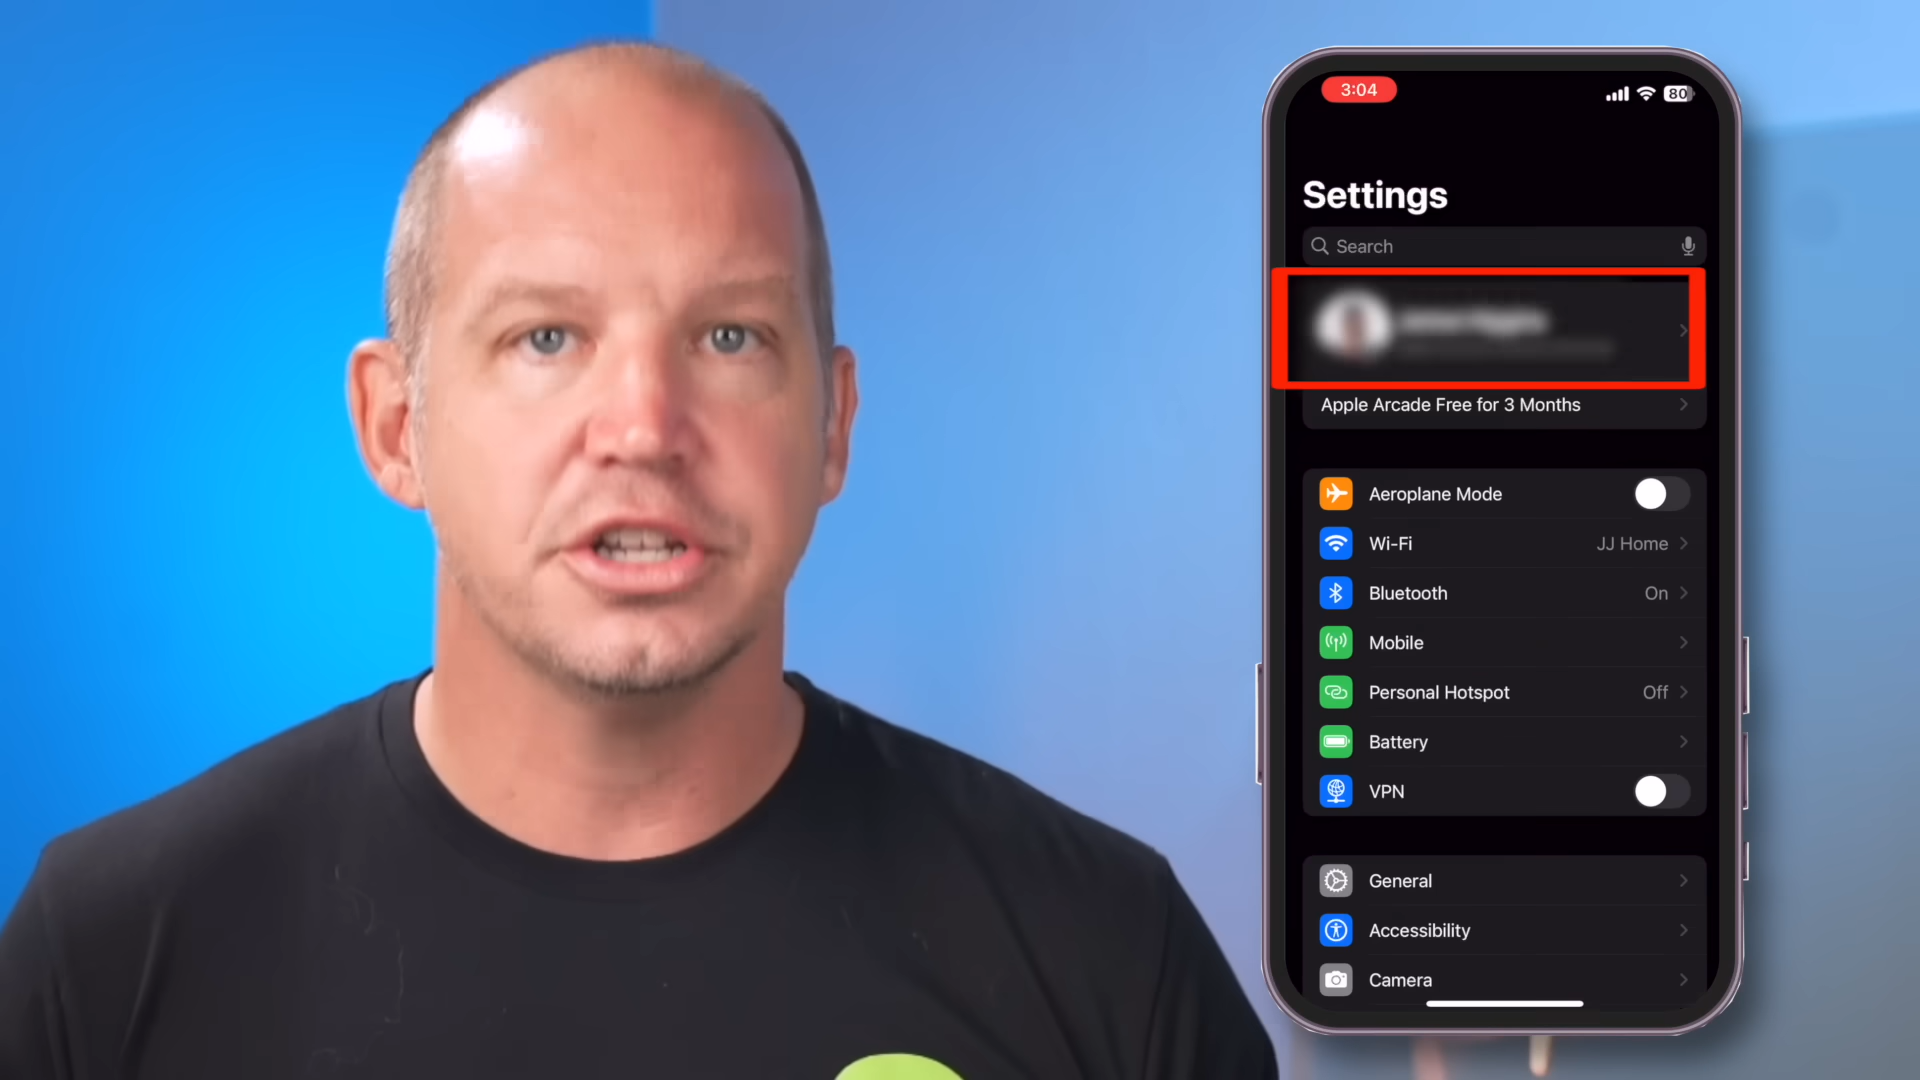 3:04
80
Settings
Search
Apple Arcade Free for 3 Months
Aeroplane Mode
Wi-Fi JJ Home
Bluetooth On
Mobile
Personal Hotspot Off
Battery
VPN
General
Accessibility
Camera